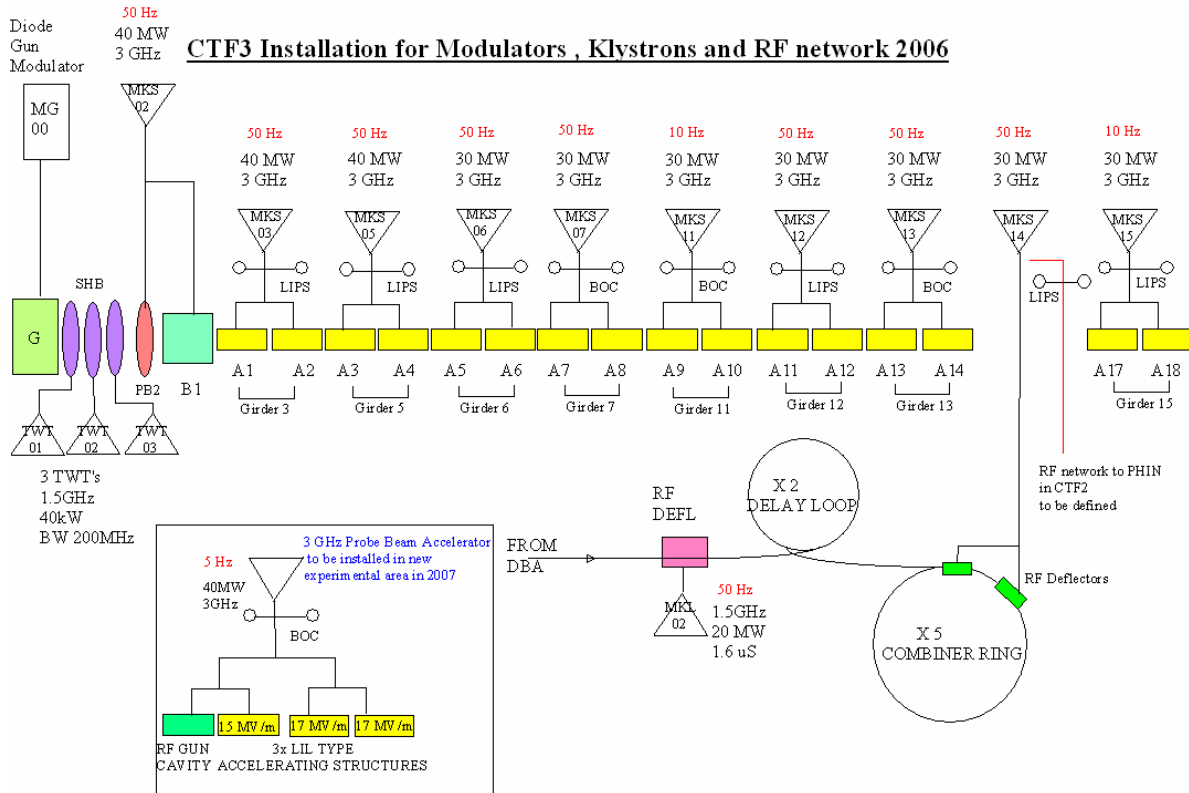 CTF3 Installation for Modulators , Klystrons and RF network 2006
Diode
Gun
Modulator
MG
00
50 Hz
40 MW
3 GHz
MKS
02
50 Hz
40 MW
3 GHz
MKS
03
LIPS
50 Hz
40 MW
3 GHz
MKS
05
LIPS
50 Hz
30 MW
3 GHz
MKS
06
LIPS
50 Hz
30 MW
3 GHz
MKS
07
BOC
10 Hz
30 MW
3 GHz
MKS
11
BOC
50 Hz
30 MW
3 GHz
MKS
12
LIPS
50 Hz
30 MW
3 GHz
MKS
13
BOC
50 Hz
30 MW
3 GHz
MKS
14
LIPS
10 Hz
30 MW
3 GHz
MKS
15
LIPS
SHB
G
PB2
B1
A1 A2
Girder 3
A3 A4
Girder 5
A5 A6
Girder 6
A7 A8
Girder 7
A9 A10
Girder 11
A11 A12
Girder 12
A13 A14
Girder 13
A17 A18
Girder 15
TWT
01
TWT
02
TWT
03
3 TWT's
1.5GHz
40kW
BW 200MHz
5 Hz
40MW
3GHz
3 GHz Probe Beam Accelerator
to be installed in new
experimental area in 2007
BOC
15 MV/m
17 MV/m
17 MV/m
RF GUN
CAVITY
3x LIL TYPE
ACCELERATING STRUCTURES
FROM
DBA
RF
DEFL
MKL
02
50 Hz
1.5GHz
20 MW
1.6 uS
X 2
DELAY LOOP
X 5
COMBINER RING
RF Deflectors
RF network to PHIN
in CTF2
to be defined